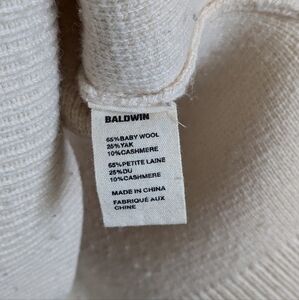 BALDWIN
65%BABY WOOL
25%YAK
10%CASHMERE
65%PETITE LAINE
25%DU
10%CASHMERE
MADE IN CHINA
FABRIQUÉ AUX
CHINE